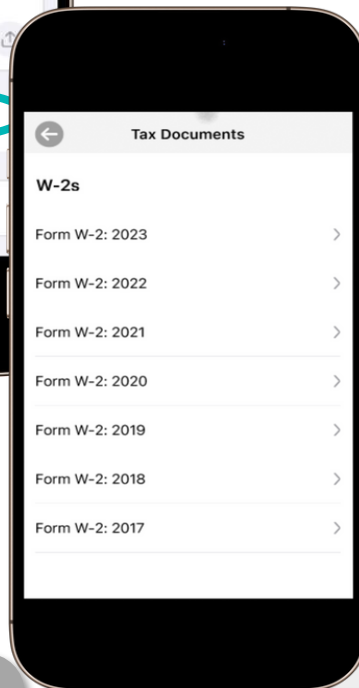 Tax Documents
W-2s
Form W-2: 2023
Form W-2: 2022
Form W-2: 2021
Form W-2: 2020
Form W-2: 2019
Form W-2: 2018
Form W-2: 2017